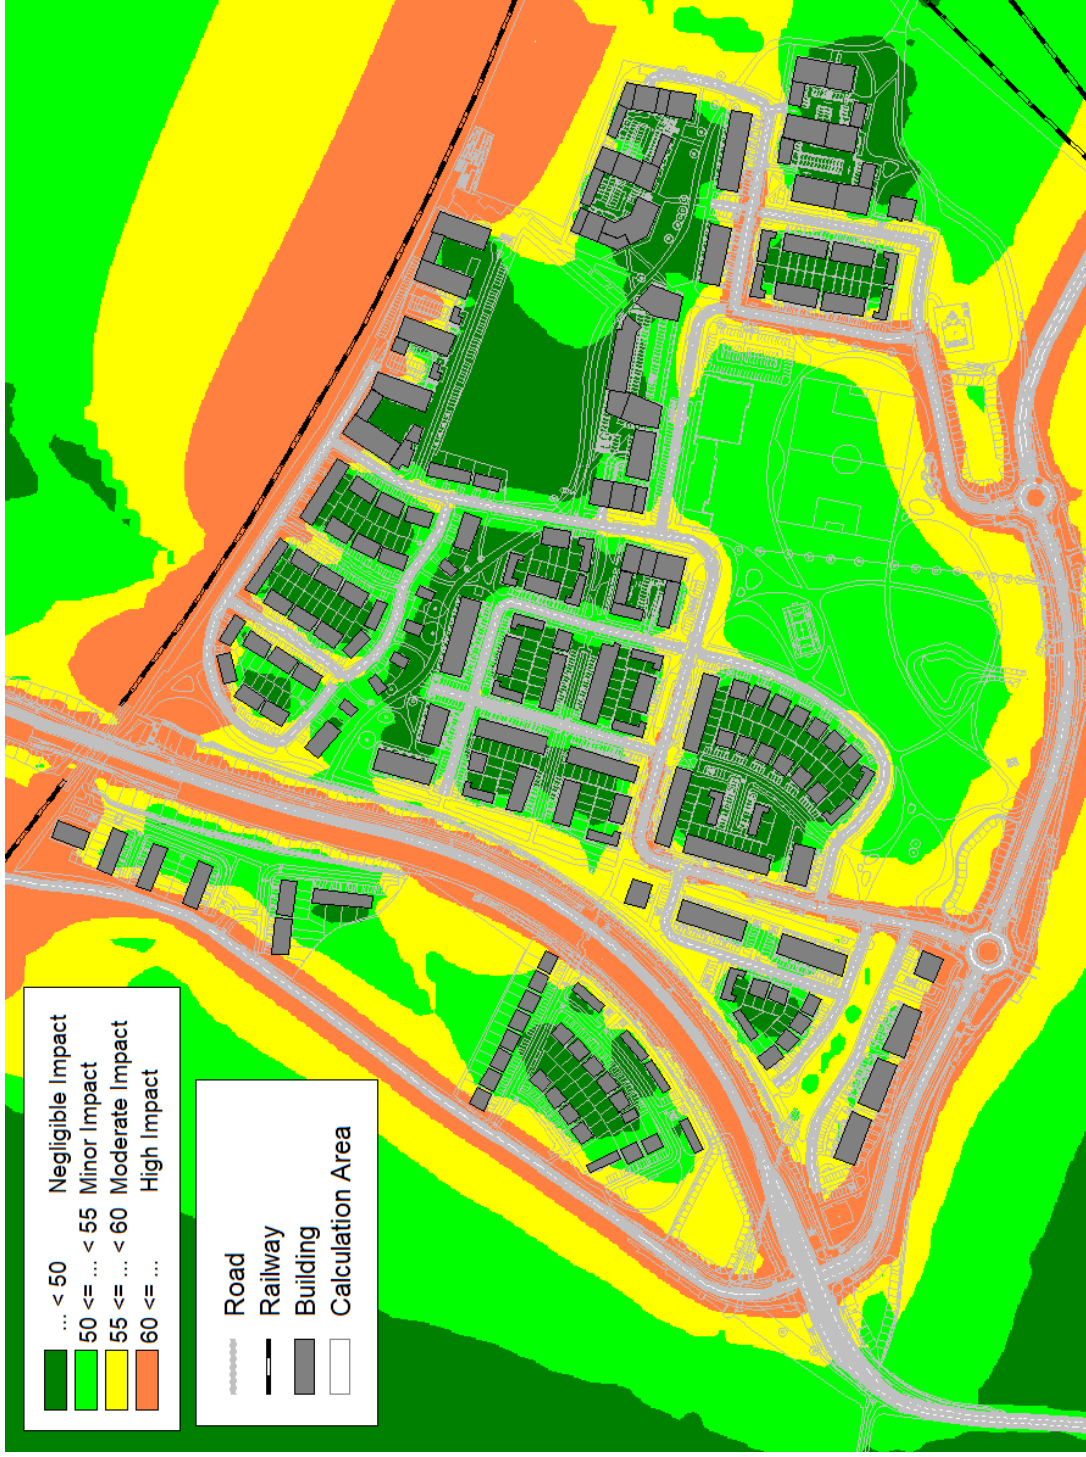 ... < 50 Negligible Impact
50 <= ... < 55 Minor Impact
55 <= ... < 60 Moderate Impact
60 <= ... High Impact
Road
Railway
Building
Calculation Area